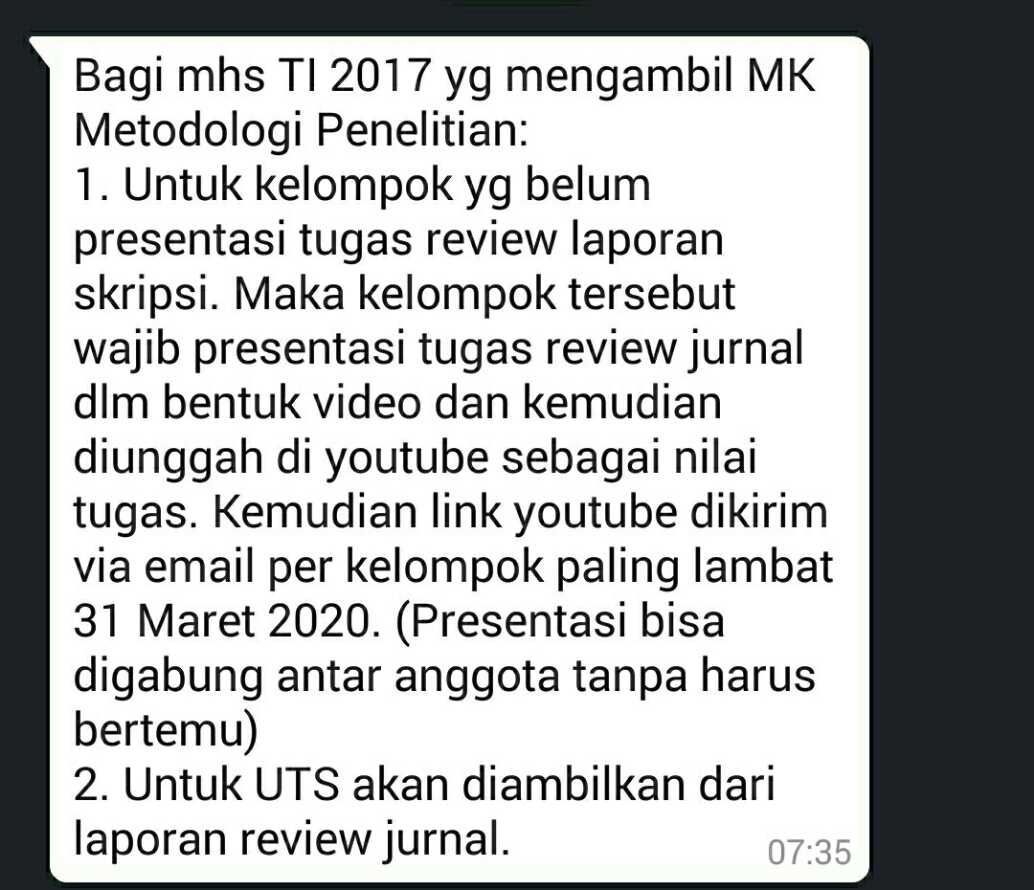 Bagi mhs TI 2017 yg mengambil MK
Metodologi Penelitian:
1. Untuk kelompok yg belum
presentasi tugas review laporan
skripsi. Maka kelompok tersebut
wajib presentasi tugas review jurnal
dlm bentuk video dan kemudian
diunggah di youtube sebagai nilai
tugas. Kemudian link youtube dikirim
via email per kelompok paling lambat
31 Maret 2020. (Presentasi bisa
digabung antar anggota tanpa harus
bertemu)
2. Untuk UTS akan diambilkan dari
laporan review jurnal.
07:35